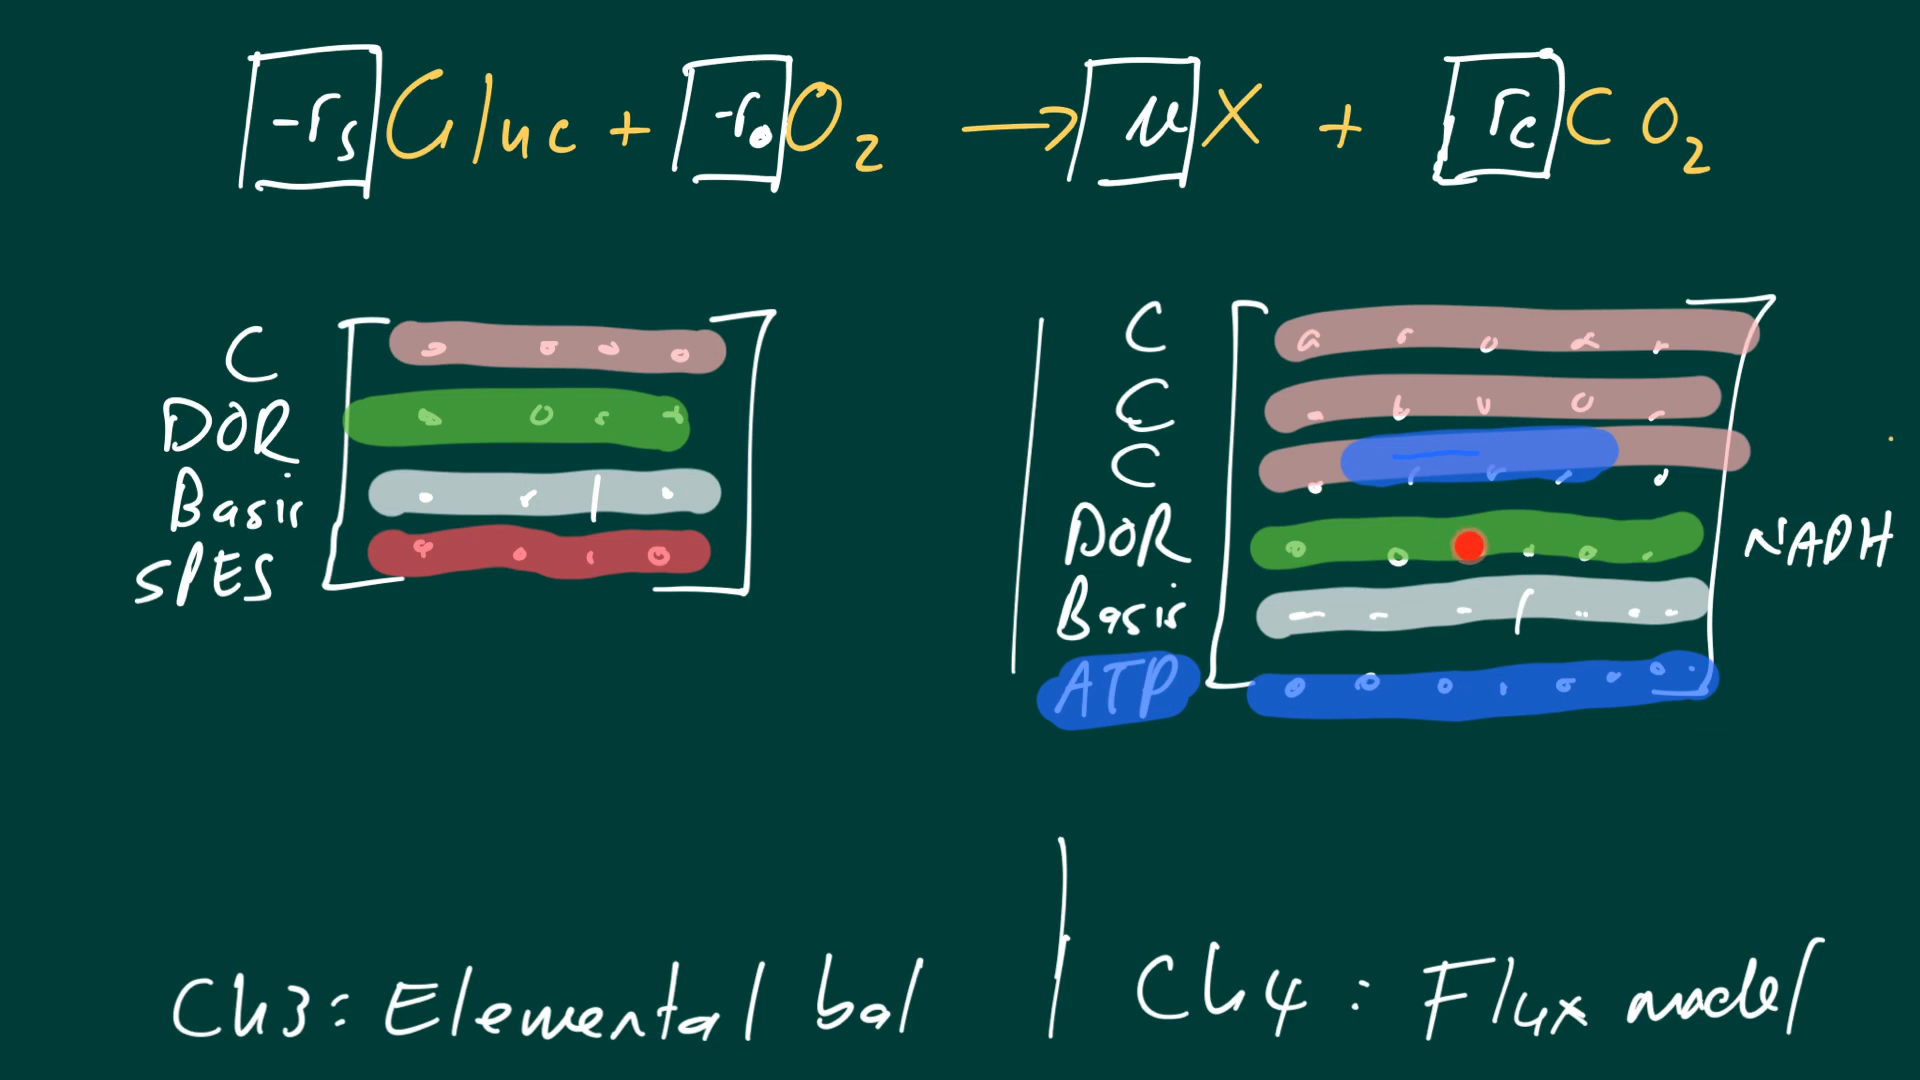 -rs Gluc + -ro O2 → μ X + rc CO2
C
DOR
Basis
SPES
C
C
C
DOR
NADH
Basis
ATP
Ch3: Elemental bal
Ch4: Flux model